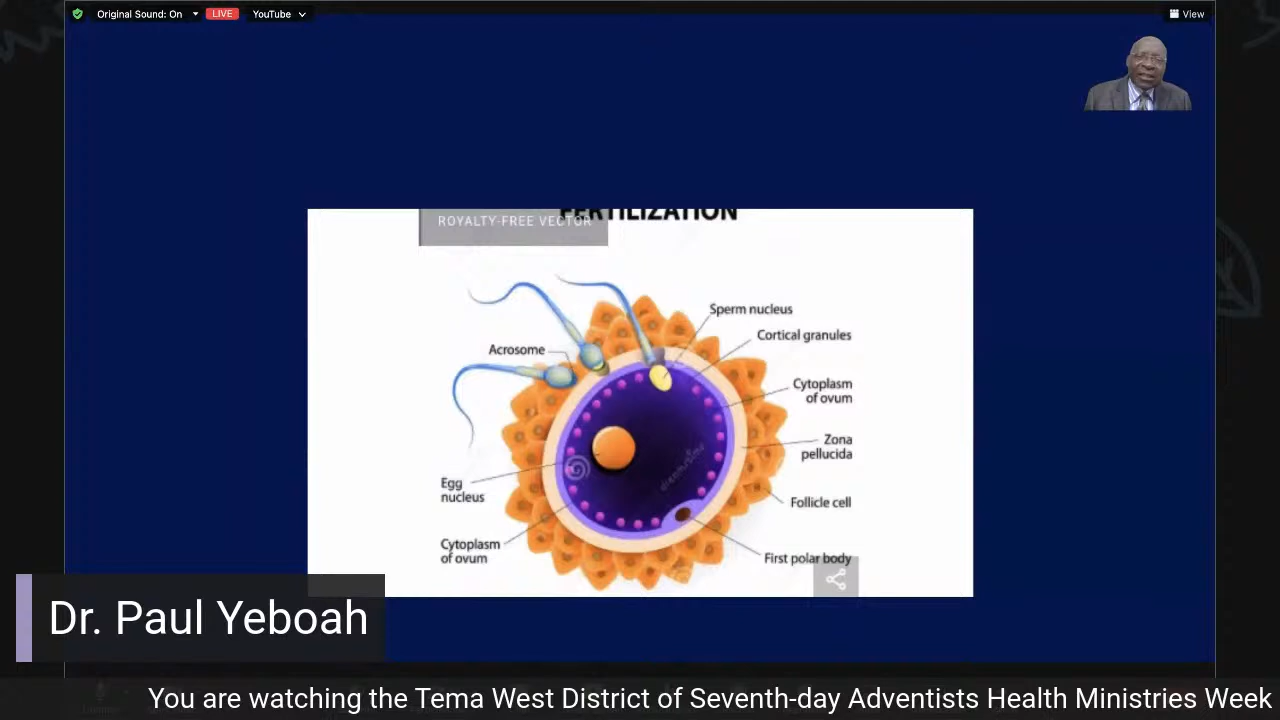 Original Sound: On
LIVE
YouTube
View
FERTILIZATION
ROYALTY-FREE VECTOR
Sperm nucleus
Cortical granules
Acrosome
Cytoplasm
of ovum
Zona
pellucida
dreamstime
Egg
nucleus
Follicle cell
Cytoplasm
of ovum
First polar body
Dr. Paul Yeboah
You are watching the Tema West District of Seventh-day Adventists Health Ministries Week